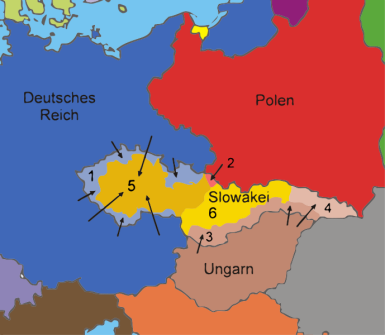 Deutsches
Reich
Polen
1
5
2
Slowakei
6
4
3
Ungarn